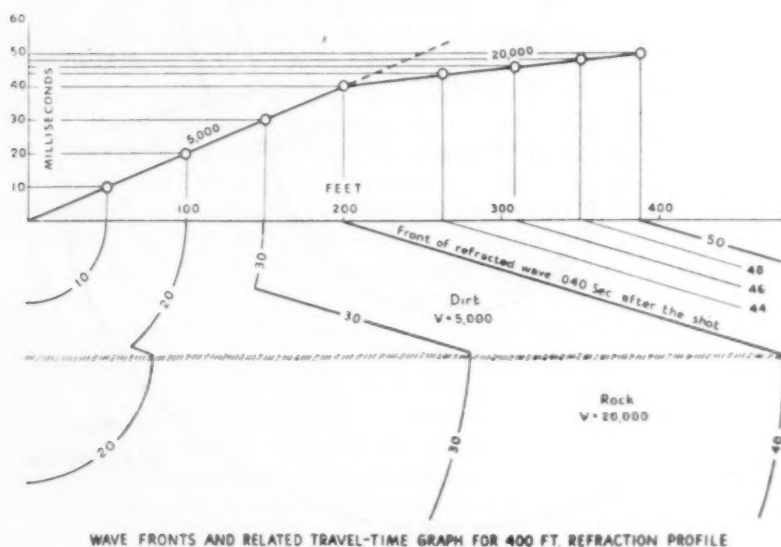 60
50
40
30
20
10
MILLISECONDS
5,000
20,000
FEET
100
200
300
400
10
20
30
30
Front of refracted wave .040 Sec after the shot
50
48
46
44
Dirt
V=5,000
Rock
V=20,000
20
30
40
WAVE FRONTS AND RELATED TRAVEL-TIME GRAPH FOR 400 FT. REFRACTION PROFILE